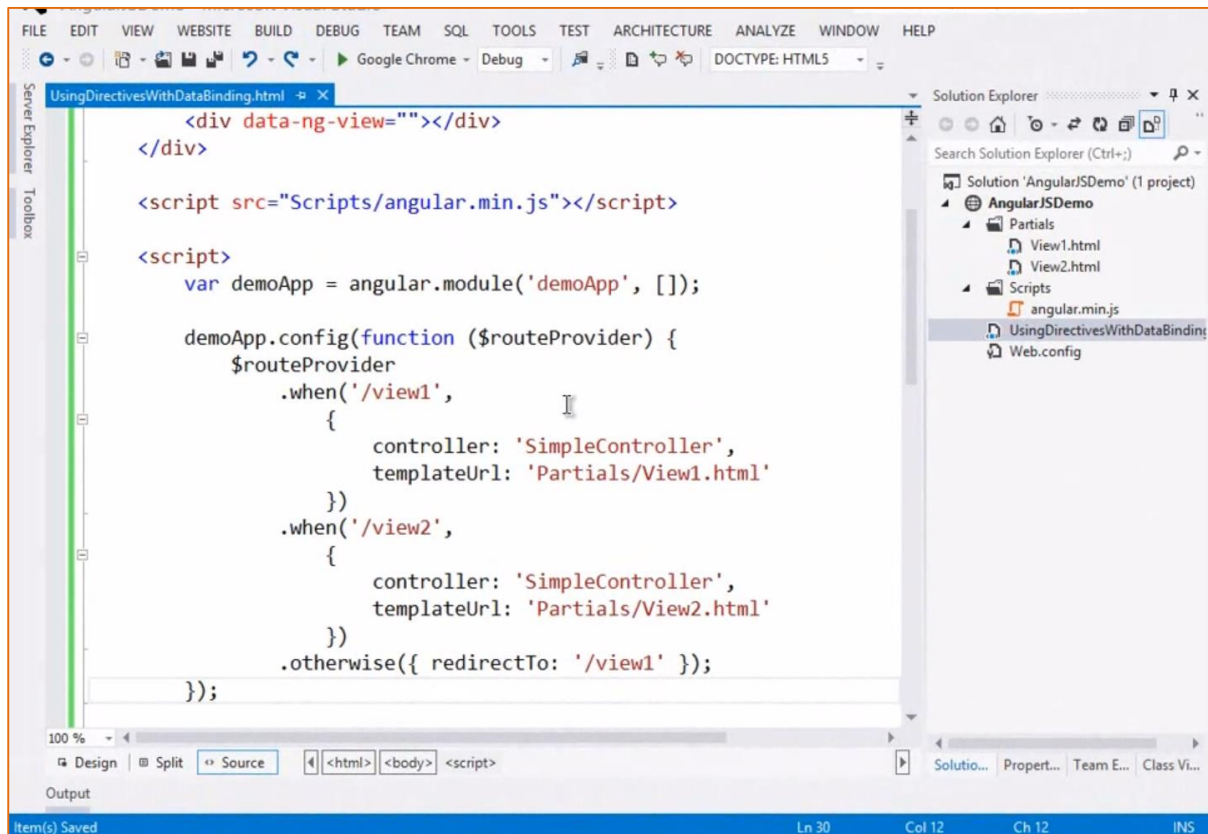 FILE EDIT VIEW WEBSITE BUILD DEBUG TEAM SQL TOOLS TEST ARCHITECTURE ANALYZE WINDOW HELP
Google Chrome Debug DOCTYPE: HTML5
Server Explorer
Toolbox
UsingDirectivesWithDataBinding.html
<div data-ng-view=""></div>
</div>
<script src="Scripts/angular.min.js"></script>
<script>
var demoApp = angular.module('demoApp', []);
demoApp.config(function ($routeProvider) {
$routeProvider
.when('/view1',
{
controller: 'SimpleController',
templateUrl: 'Partials/View1.html'
})
.when('/view2',
{
controller: 'SimpleController',
templateUrl: 'Partials/View2.html'
})
.otherwise({ redirectTo: '/view1' });
});
100 %
Design Split Source <html> <body> <script>
Output
Solution Explorer
Search Solution Explorer (Ctrl+;)
Solution 'AngularJSDemo' (1 project)
AngularJSDemo
Partials
View1.html
View2.html
Scripts
angular.min.js
UsingDirectivesWithDataBinding
Web.config
Solutio... Propert... Team E... Class Vi...
Item(s) Saved Ln 30 Col 12 Ch 12 INS